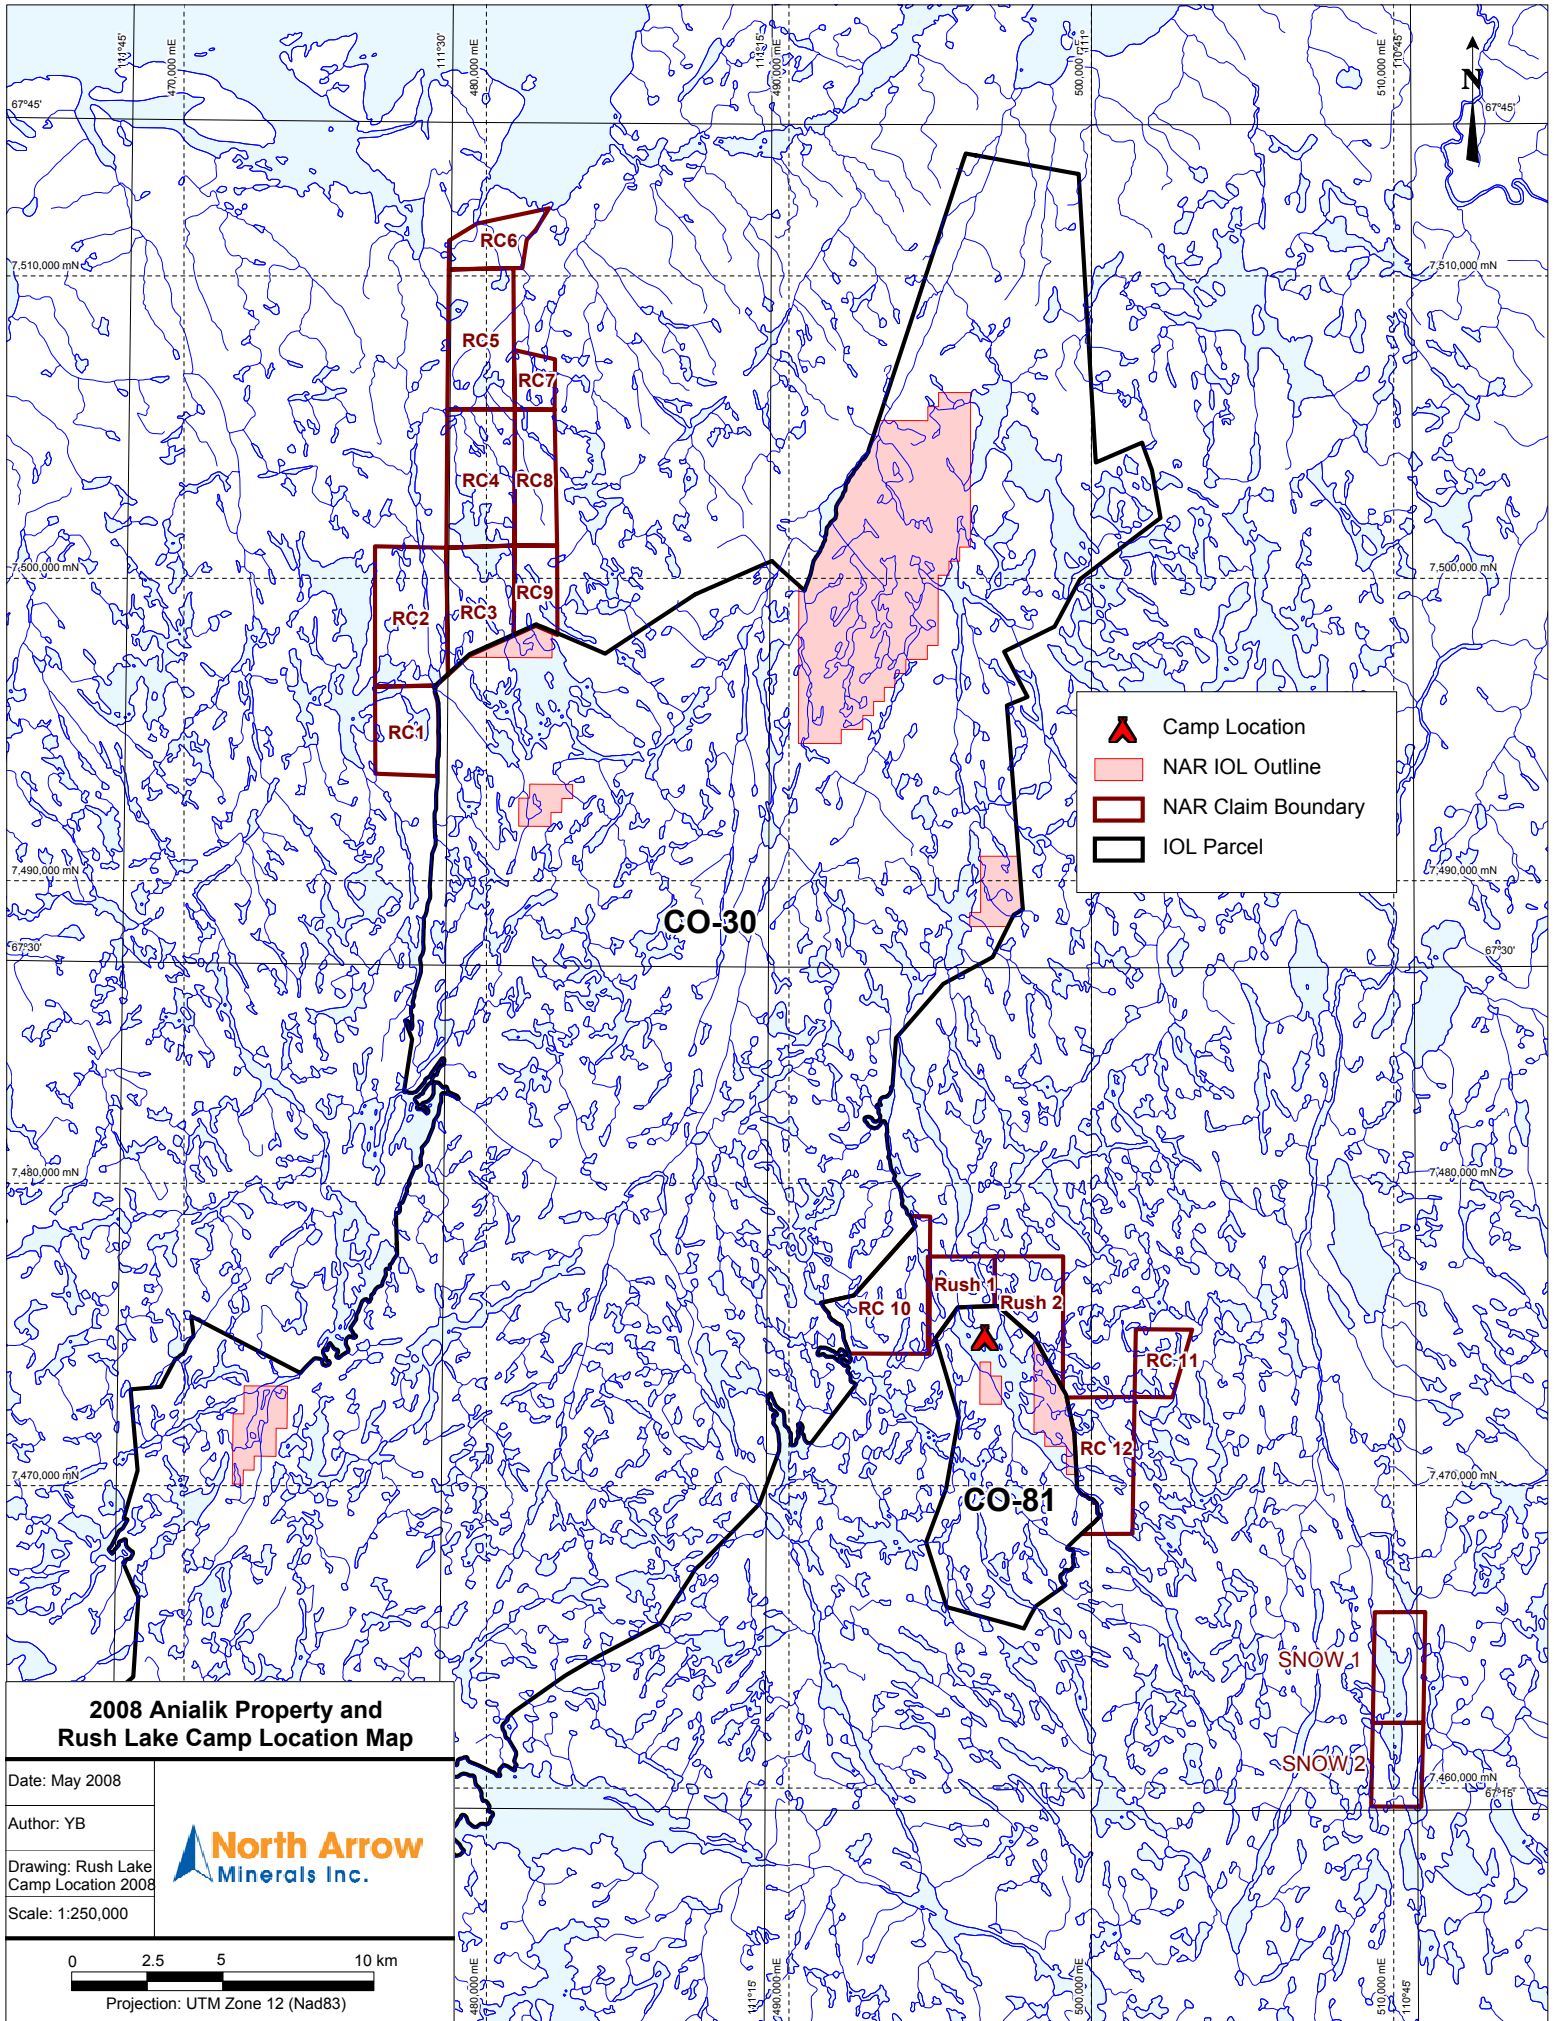 111°45'
470,000 mE
111°30'
480,000 mE
111°15'
490,000 mE
500,000 mE
111°
510,000 mE
110°45'
N
67°45'
67°45'
RC6
7,510,000 mN
7,510,000 mN
RC5
RC7
RC4
RC8
7,500,000 mN
7,500,000 mN
RC9
RC3
RC2
RC1
Camp Location
NAR IOL Outline
NAR Claim Boundary
IOL Parcel
7,490,000 mN
7,490,000 mN
CO-30
67°30'
67°30'
7,480,000 mN
7,480,000 mN
Rush 1
Rush 2
RC 10
RC 11
RC 12
7,470,000 mN
7,470,000 mN
CO-81
SNOW 1
SNOW 2
7,460,000 mN
67°15'
2008 Anialik Property and
Rush Lake Camp Location Map
Date: May 2008
Author: YB
Drawing: Rush Lake
Camp Location 2008
Scale: 1:250,000
North Arrow
Minerals Inc.
0 2.5 5 10 km
Projection: UTM Zone 12 (Nad83)
480,000 mE
111°15'
490,000 mE
500,000 mE
510,000 mE
110°45'